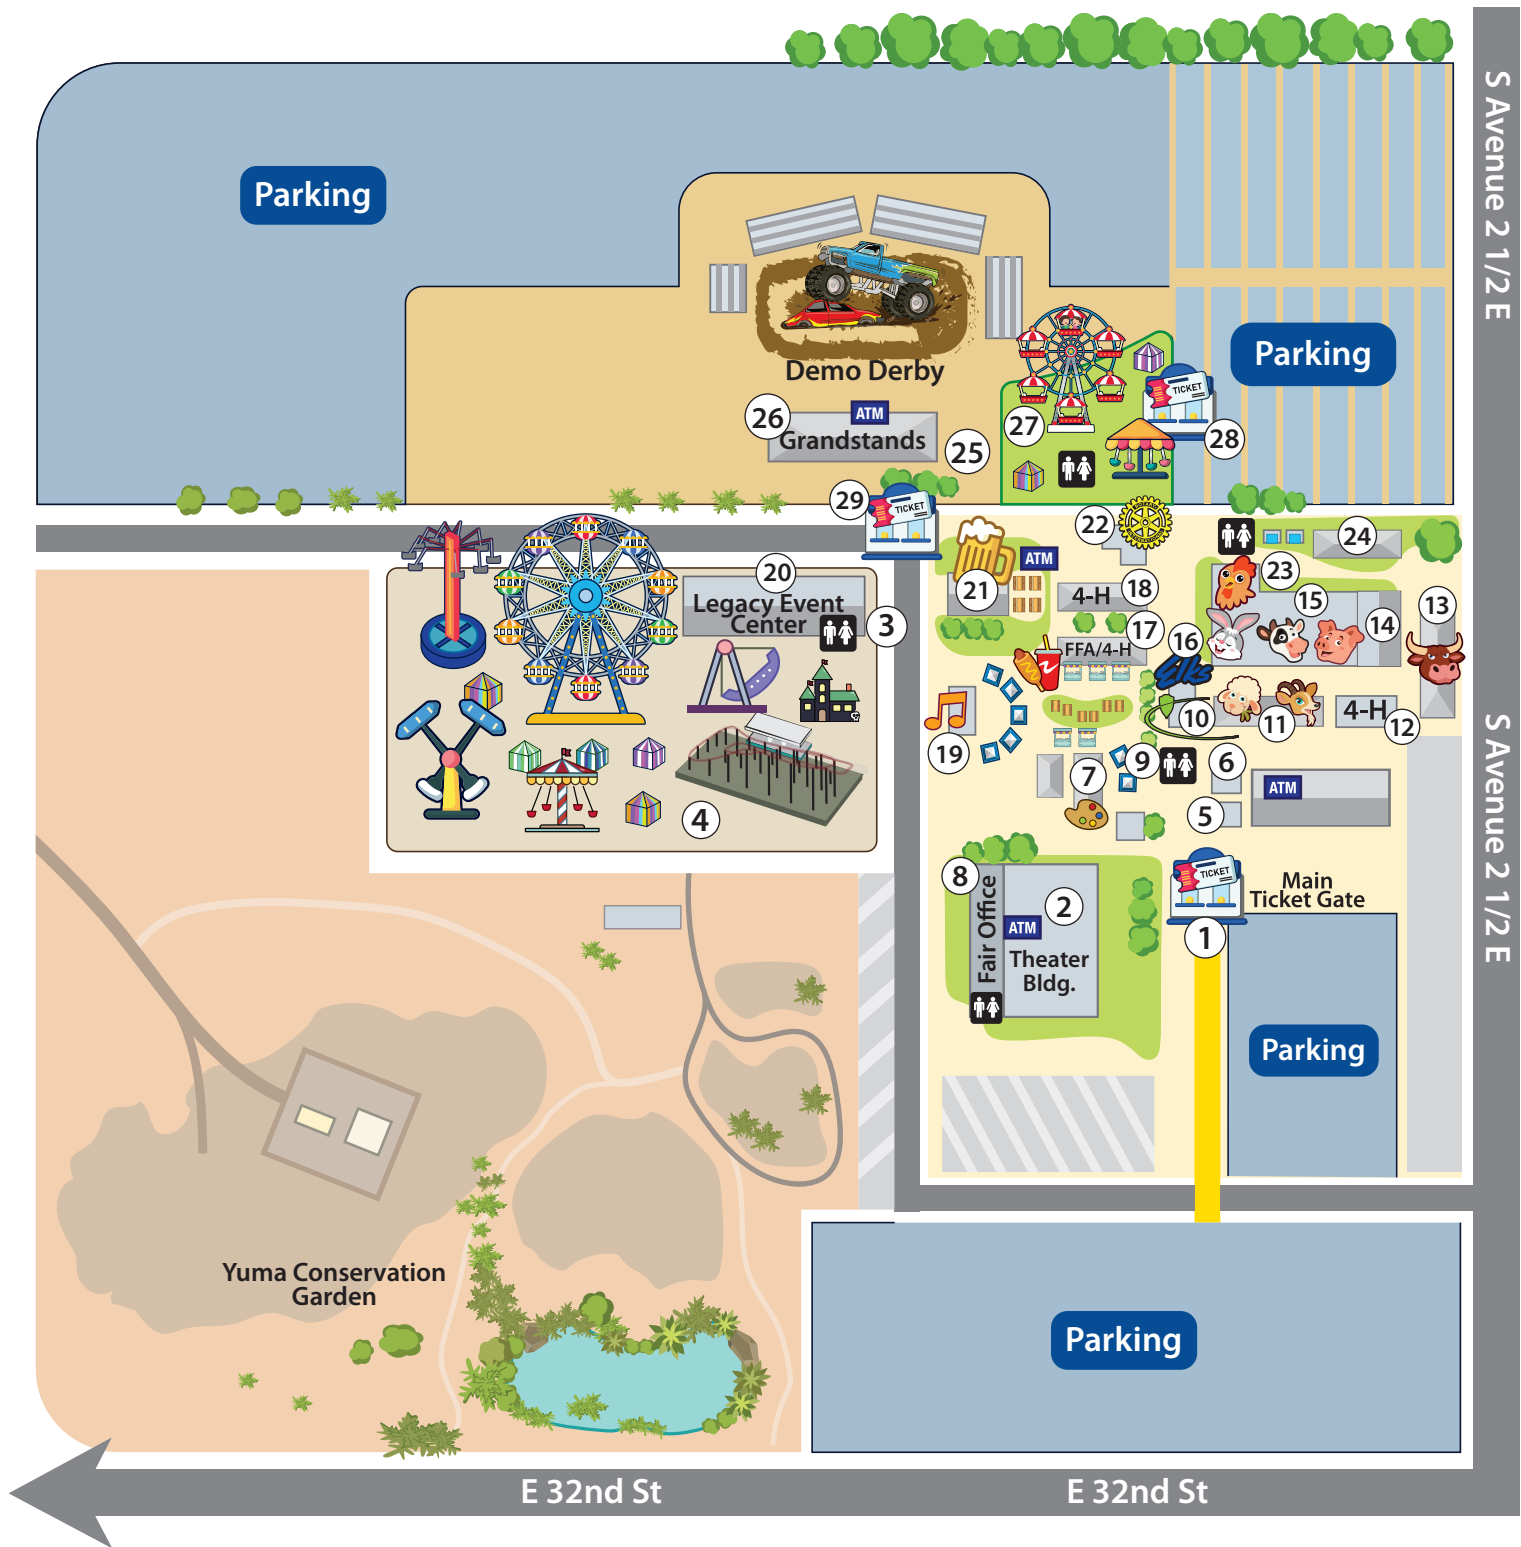 S Avenue 2 1/2 E
Parking
Demo Derby
Parking
TICKET
26
ATM
Grandstands
25
27
28
29
TICKET
22
ROTARY
INTERNATIONAL
24
ATM
21
20
Legacy Event
Center
3
18
4-H
17
FFA/4-H
23
15
14
13
16
Elks
19
10
11
4-H
12
9
7
6
5
ATM
4
S Avenue 2 1/2 E
TICKET
Main
Ticket Gate
1
8
Fair Office
2
ATM
Theater
Bldg.
Parking
Yuma Conservation
Garden
Parking
E 32nd St
E 32nd St